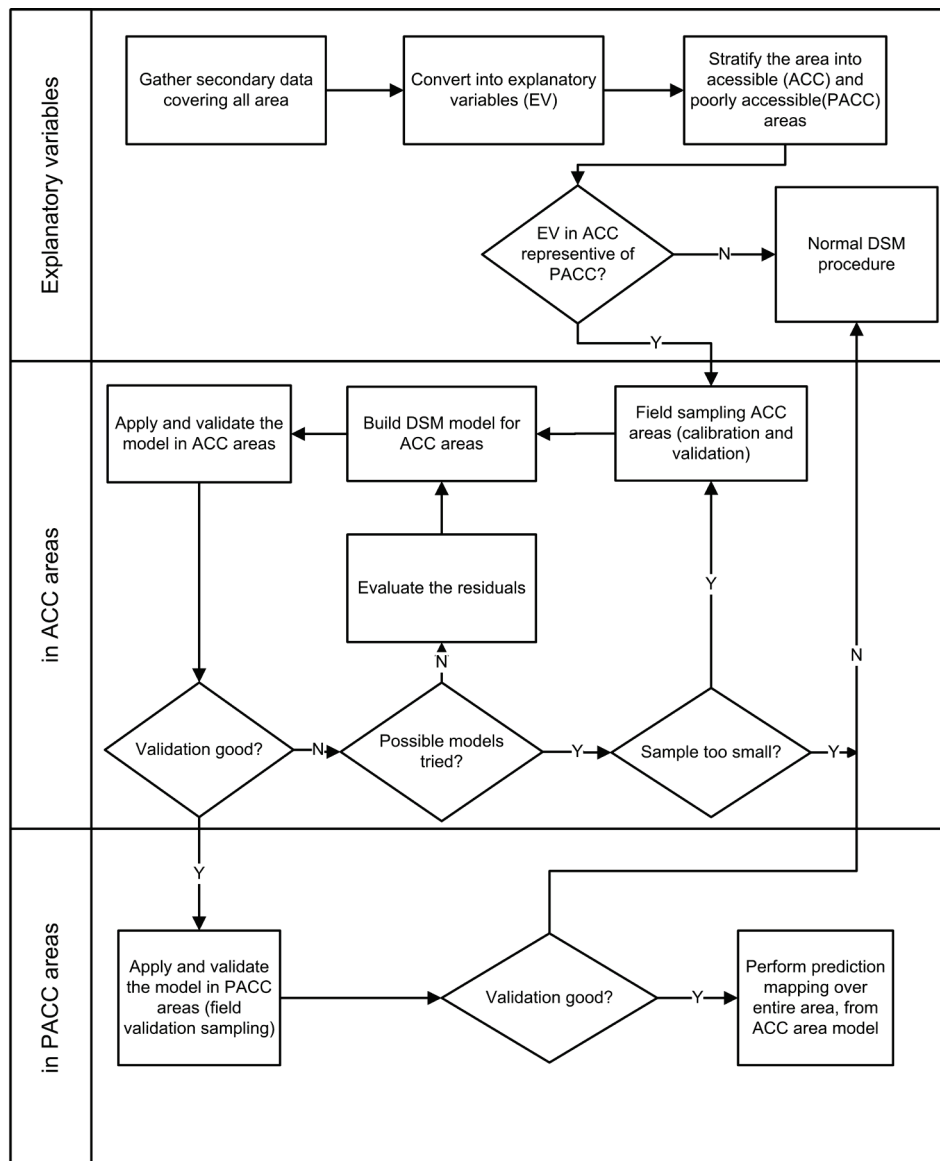 Explanatory variables
Gather secondary data
covering all area
Convert into explanatory
variables (EV)
Stratify the area into
acessible (ACC) and
poorly accessible(PACC)
areas
EV in ACC
representive of
PACC?
N
Normal DSM
procedure
Y
in ACC areas
Apply and validate the
model in ACC areas
Build DSM model for
ACC areas
Field sampling ACC
areas (calibration and
validation)
Evaluate the residuals
Y
N
N
Validation good?
N
Possible models
tried?
Y
Sample too small?
Y
Y
in PACC areas
Apply and validate
the model in PACC
areas (field
validation sampling)
Validation good?
Y
Perform prediction
mapping over
entire area, from
ACC area model